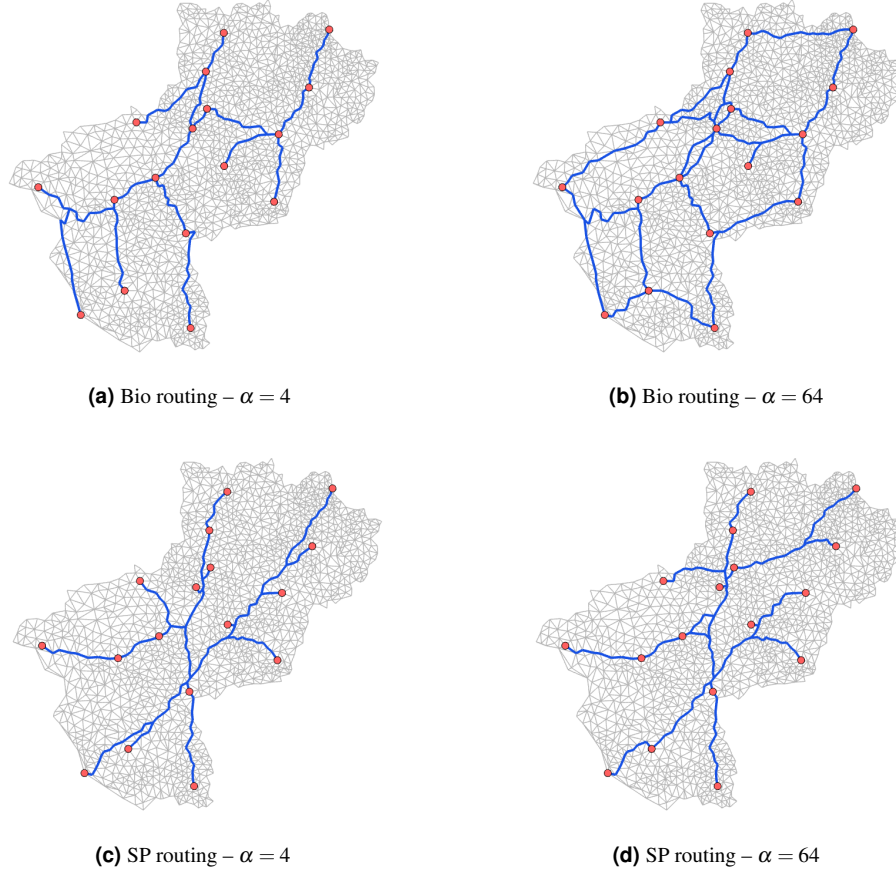 (a) Bio routing – α = 4
(b) Bio routing – α = 64
(c) SP routing – α = 4
(d) SP routing – α = 64